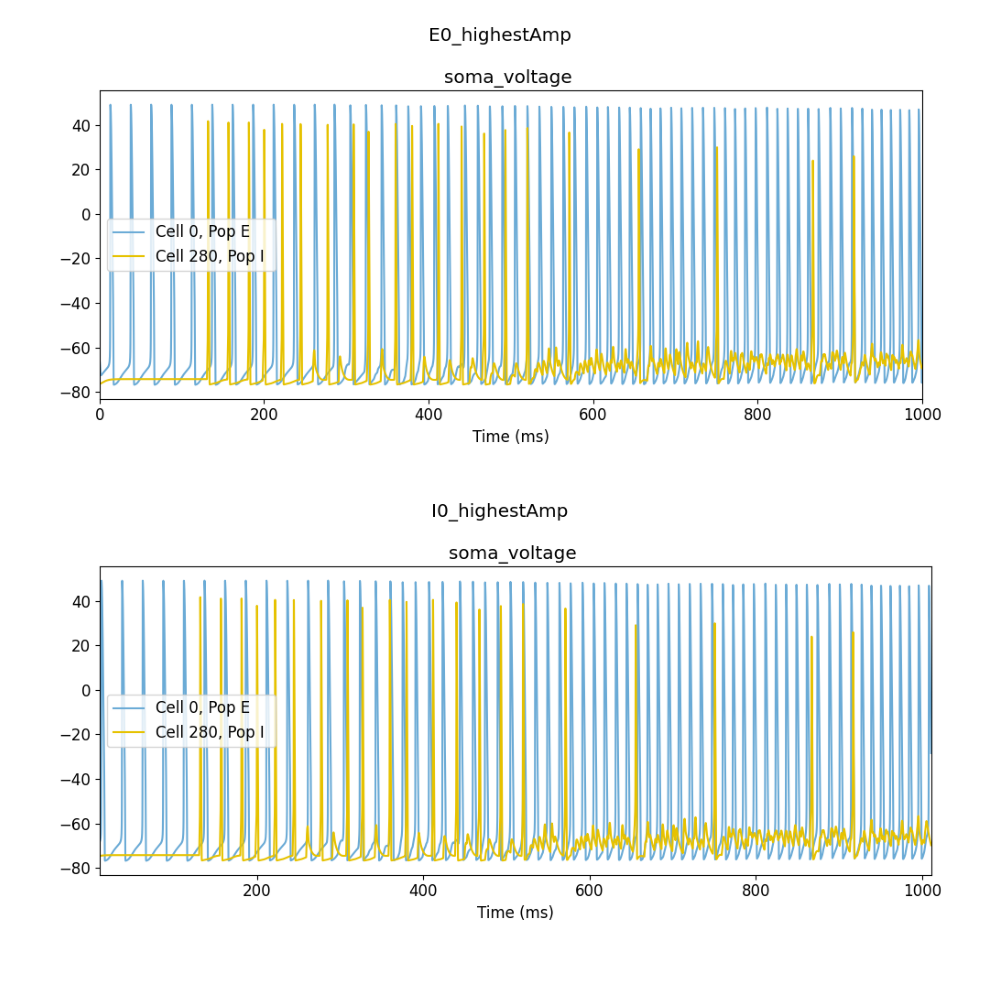 E0_highestAmp
soma_voltage
40
20
0
−20
−40
−60
−80
Cell 0, Pop E
Cell 280, Pop I
0 200 400 600 800 1000
Time (ms)
I0_highestAmp
soma_voltage
40
20
0
−20
−40
−60
−80
Cell 0, Pop E
Cell 280, Pop I
200 400 600 800 1000
Time (ms)